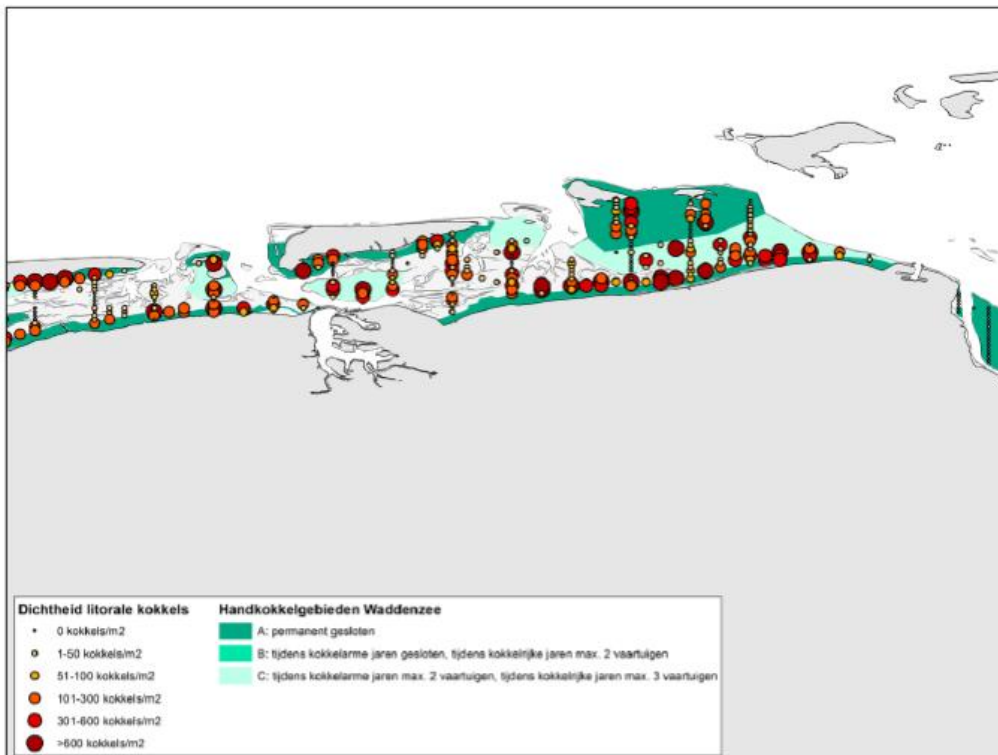 Dichtheid litorale kokkels
0 kokkels/m2
1-50 kokkels/m2
51-100 kokkels/m2
101-300 kokkels/m2
301-600 kokkels/m2
>600 kokkels/m2
Handkokkelgebieden Waddenzee
A: permanent gesloten
B: tijdens kokkelarme jaren gesloten, tijdens kokkelrijke jaren max. 2 vaartuigen
C: tijdens kokkelarme jaren max. 2 vaartuigen, tijdens kokkelrijke jaren max. 3 vaartuigen